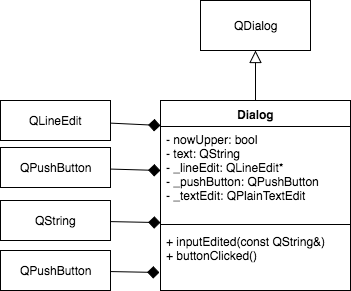 QDialog
QLineEdit
QPushButton
QString
QPushButton
Dialog
- nowUpper: bool
- text: QString
- _lineEdit: QLineEdit*
- _pushButton: QPushButton
- _textEdit: QPlainTextEdit
+ inputEdited(const QString&)
+ buttonClicked()